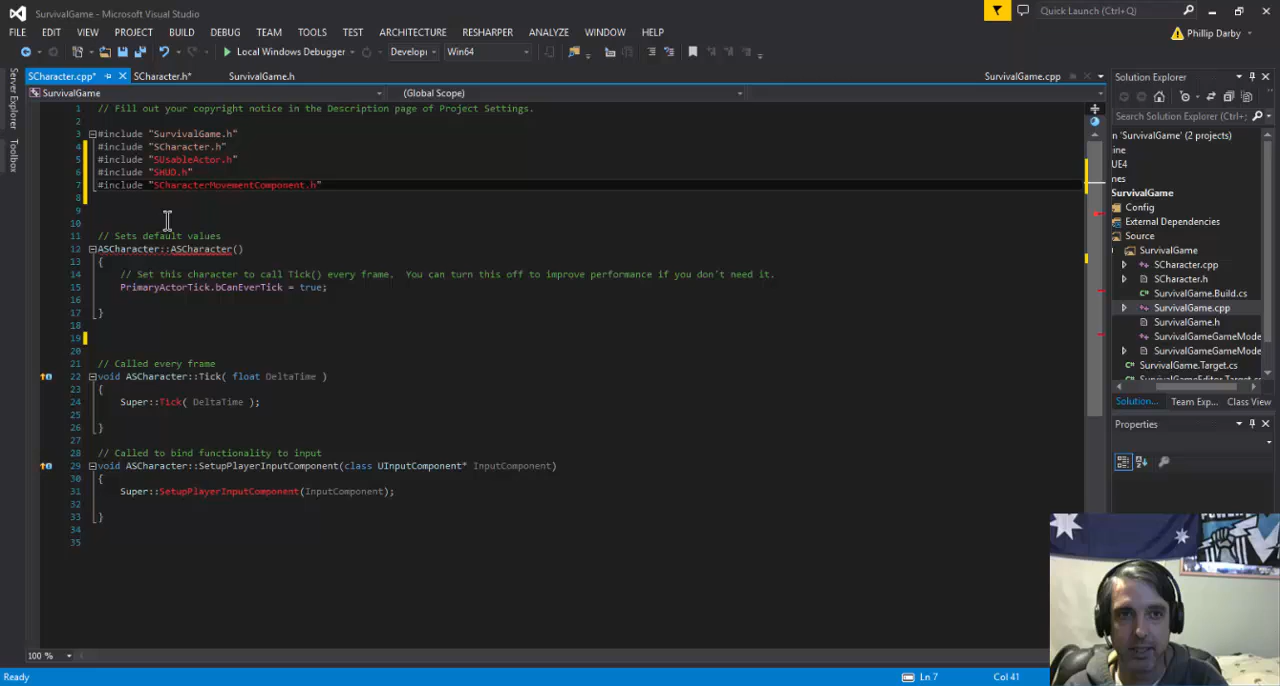 SurvivalGame - Microsoft Visual Studio
Quick Launch (Ctrl+Q)
FILE EDIT VIEW PROJECT BUILD DEBUG TEAM TOOLS TEST ARCHITECTURE RESHARPER ANALYZE WINDOW HELP
Phillip Darby
Local Windows Debugger Develop Win64
SCharacter.cpp* SCharacter.h* SurvivalGame.h SurvivalGame.cpp
SurvivalGame (Global Scope)
Server Explorer
Toolbox
1 // Fill out your copyright notice in the Description page of Project Settings.
2
3 #include "SurvivalGame.h"
4 #include "SCharacter.h"
5 #include "SUsableActor.h"
6 #include "SHUD.h"
7 #include "SCharacterMovementComponent.h"
8
9
10
11 // Sets default values
12 ASCharacter::ASCharacter()
13 {
14 // Set this character to call Tick() every frame.  You can turn this off to improve performance if you don't need it.
15 PrimaryActorTick.bCanEverTick = true;
16
17 }
18
19
20
21 // Called every frame
22 void ASCharacter::Tick( float DeltaTime )
23 {
24 Super::Tick( DeltaTime );
25
26 }
27
28 // Called to bind functionality to input
29 void ASCharacter::SetupPlayerInputComponent(class UInputComponent* InputComponent)
30 {
31 Super::SetupPlayerInputComponent(InputComponent);
32
33 }
34
35
Solution Explorer
Search Solution Explorer (Ctrl+;)
n 'SurvivalGame' (2 projects)
ine
UE4
nes
SurvivalGame
Config
External Dependencies
Source
SurvivalGame
SCharacter.cpp
SCharacter.h
SurvivalGame.Build.cs
SurvivalGame.cpp
SurvivalGame.h
SurvivalGameGameMode
SurvivalGameGameMode
SurvivalGame.Target.cs
SurvivalGameEditor.Target.cs
Solution... Team Exp... Class View
Properties
100 %
Ready Ln 7 Col 41